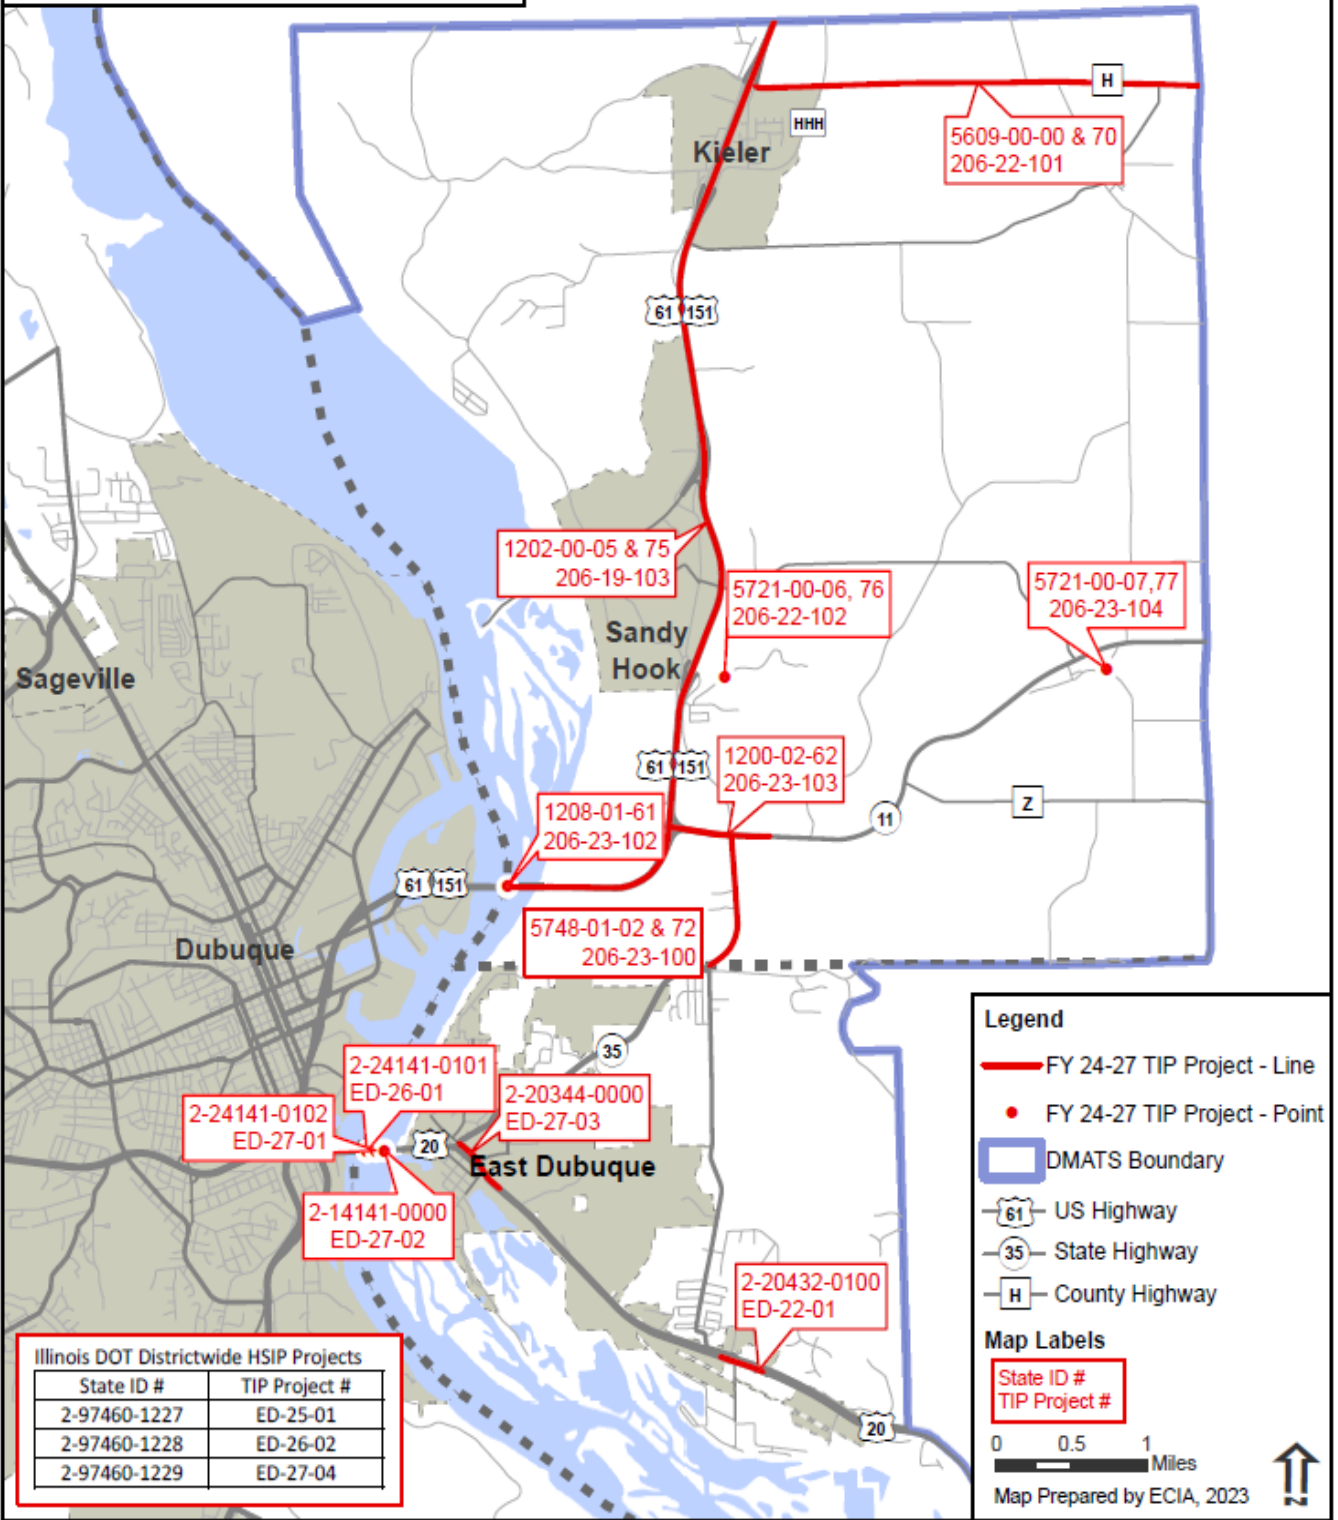 H
HHH
5609-00-00 & 70
206-22-101
Kieler
61 151
1202-00-05 & 75
206-19-103
5721-00-06, 76
206-22-102
5721-00-07,77
206-23-104
Sandy
Hook
Sageville
61 151
1200-02-62
206-23-103
1208-01-61
206-23-102
11
Z
61 151
5748-01-02 & 72
206-23-100
Dubuque
35
2-24141-0101
ED-26-01
2-20344-0000
ED-27-03
2-24141-0102
ED-27-01
20
East Dubuque
2-14141-0000
ED-27-02
2-20432-0100
ED-22-01
20
Illinois DOT Districtwide HSIP Projects
State ID # TIP Project #
2-97460-1227 ED-25-01
2-97460-1228 ED-26-02
2-97460-1229 ED-27-04
Legend
FY 24-27 TIP Project - Line
FY 24-27 TIP Project - Point
DMATS Boundary
61 US Highway
35 State Highway
H County Highway
Map Labels
State ID #
TIP Project #
0 0.5 1
Miles
Map Prepared by ECIA, 2023
N